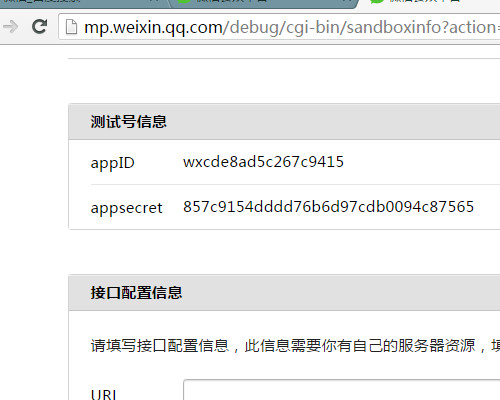 mp.weixin.qq.com/debug/cgi-bin/sandboxinfo?action=
测试号信息
appID wxcde8ad5c267c9415
appsecret 857c9154dddd76b6d97cdb0094c87565
接口配置信息
请填写接口配置信息，此信息需要你有自己的服务器资源，填
URL